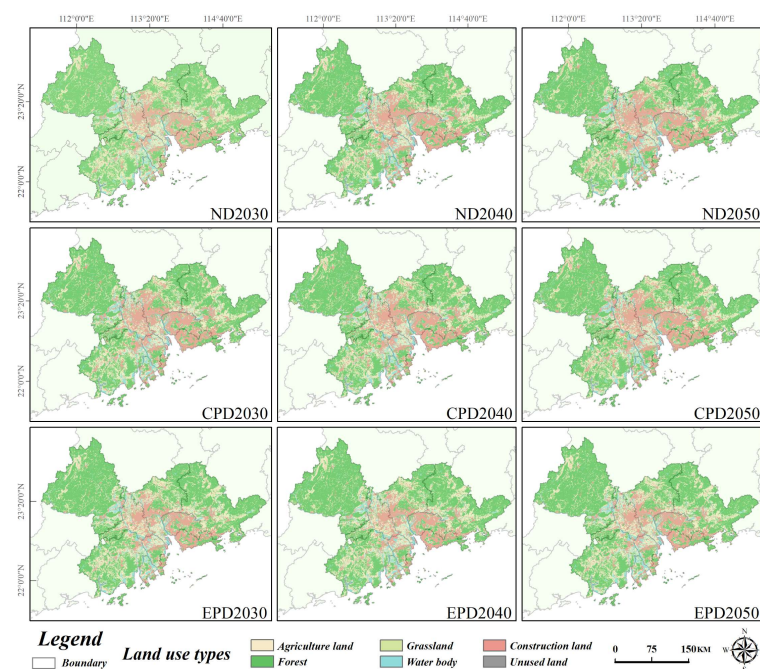 112°0'0"E 113°20'0"E 114°40'0"E 112°0'0"E 113°20'0"E 114°40'0"E 112°0'0"E 113°20'0"E 114°40'0"E
23°20'0"N
22°0'0"N
ND2030 ND2040 ND2050
23°20'0"N
22°0'0"N
CPD2030 CPD2040 CPD2050
23°20'0"N
22°0'0"N
EPD2030 EPD2040 EPD2050
Legend
Boundary
Land use types
Agriculture land Grassland Construction land
Forest Water body Unused land
0 75 150KM
N
W E
S